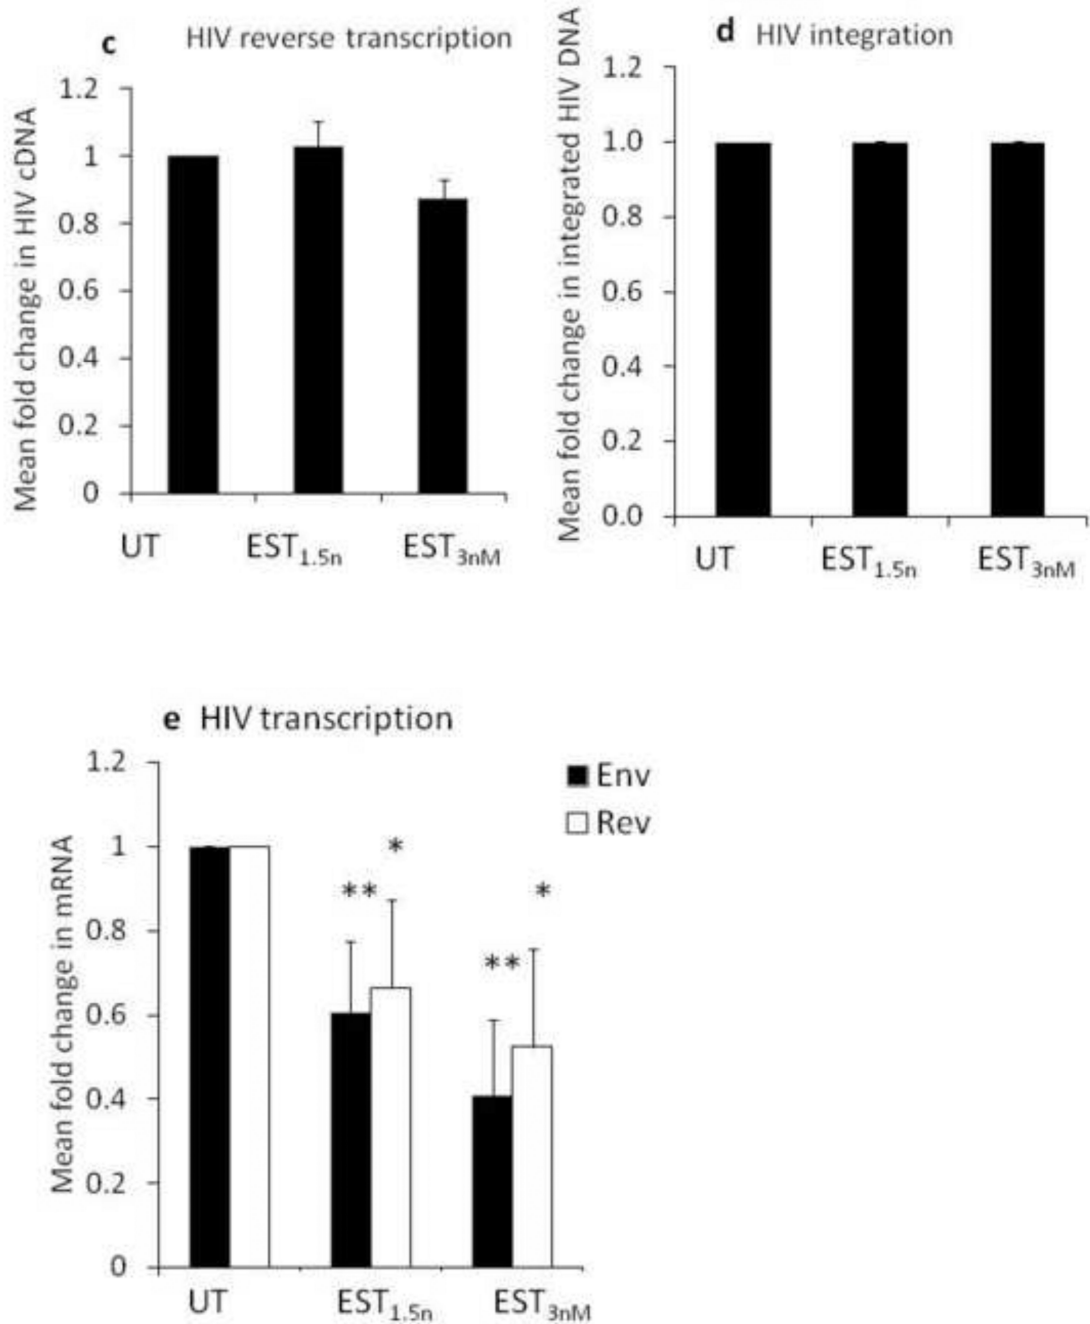 c HIV reverse transcription
Mean fold change in HIV cDNA
1.2
1
0.8
0.6
0.4
0.2
0
UT EST1.5n EST3nM
d HIV integration
Mean fold change in integrated HIV DNA
1.2
1.0
0.8
0.6
0.4
0.2
0.0
UT EST1.5n EST3nM
e HIV transcription
Mean fold change in mRNA
1.2
1
0.8
0.6
0.4
0.2
0
Env
Rev
*
**
*
**
UT EST1.5n EST3nM